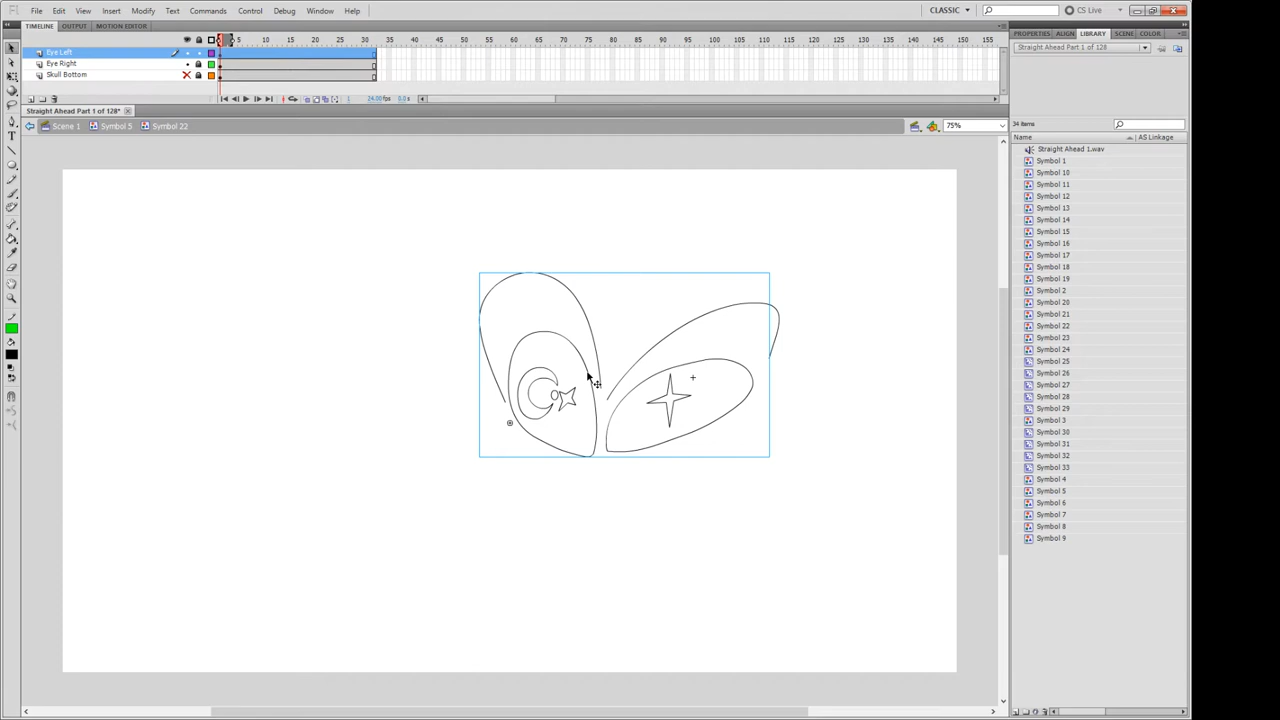 Fl File Edit View Insert Modify Text Commands Control Debug Window Help CLASSIC CS Live
TIMELINE OUTPUT MOTION EDITOR
5 10 15 20 25 30 35 40 45 50 55 60 65 70 75 80 85 90 95 100 105 110 115 120 125 130 135 140 145 150 155
Eye Left
Eye Right
Skull Bottom
1 24.00 fps 0.0 s
Straight Ahead Part 1 of 128*
Scene 1 Symbol 5 Symbol 22 75%
PROPERTIES ALIGN LIBRARY SCENE COLOR
Straight Ahead Part 1 of 128
34 items
Name AS Linkage
Straight Ahead 1.wav
Symbol 1
Symbol 10
Symbol 11
Symbol 12
Symbol 13
Symbol 14
Symbol 15
Symbol 16
Symbol 17
Symbol 18
Symbol 19
Symbol 2
Symbol 20
Symbol 21
Symbol 22
Symbol 23
Symbol 24
Symbol 25
Symbol 26
Symbol 27
Symbol 28
Symbol 29
Symbol 3
Symbol 30
Symbol 31
Symbol 32
Symbol 33
Symbol 4
Symbol 5
Symbol 6
Symbol 7
Symbol 8
Symbol 9